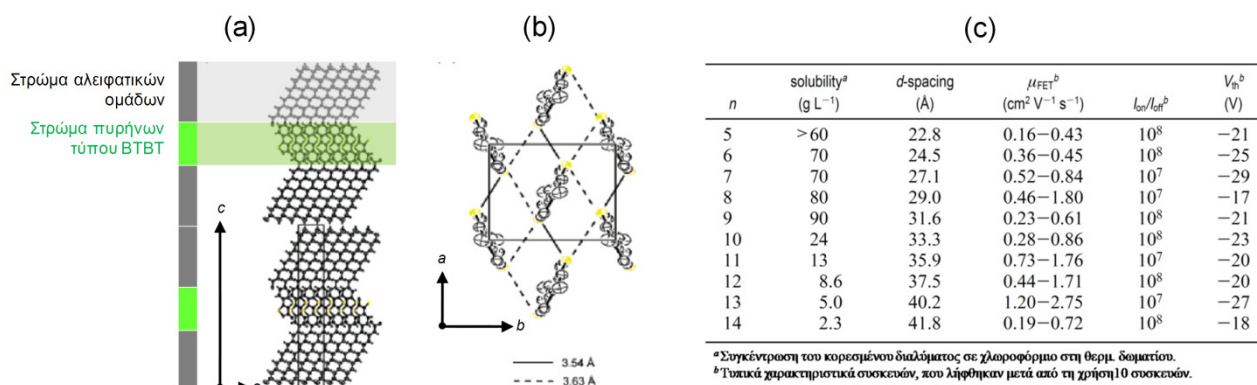 (a)
(b)
(c)
Στρώμα αλειφατικών
ομάδων
Στρώμα πυρήνων
τύπου BTBT
c
a
b
3.54 Å
3.63 Å
n solubility^a (g L⁻¹) d-spacing (Å) μ_FET^b (cm² V⁻¹ s⁻¹) I_on/I_off^b V_th^b (V)
5 >60 22.8 0.16−0.43 10⁸ −21
6 70 24.5 0.36−0.45 10⁸ −25
7 70 27.1 0.52−0.84 10⁷ −29
8 80 29.0 0.46−1.80 10⁷ −17
9 90 31.6 0.23−0.61 10⁸ −21
10 24 33.3 0.28−0.86 10⁸ −23
11 13 35.9 0.73−1.76 10⁷ −20
12 8.6 37.5 0.44−1.71 10⁸ −20
13 5.0 40.2 1.20−2.75 10⁷ −27
14 2.3 41.8 0.19−0.72 10⁸ −18
^a Συγκέντρωση του κορεσμένου διαλύματος σε χλωροφόρμιο στη θερμ. δωματίου.
^b Τυπικά χαρακτηριστικά συσκευών, που λήφθηκαν μετά από τη χρήση10 συσκευών.